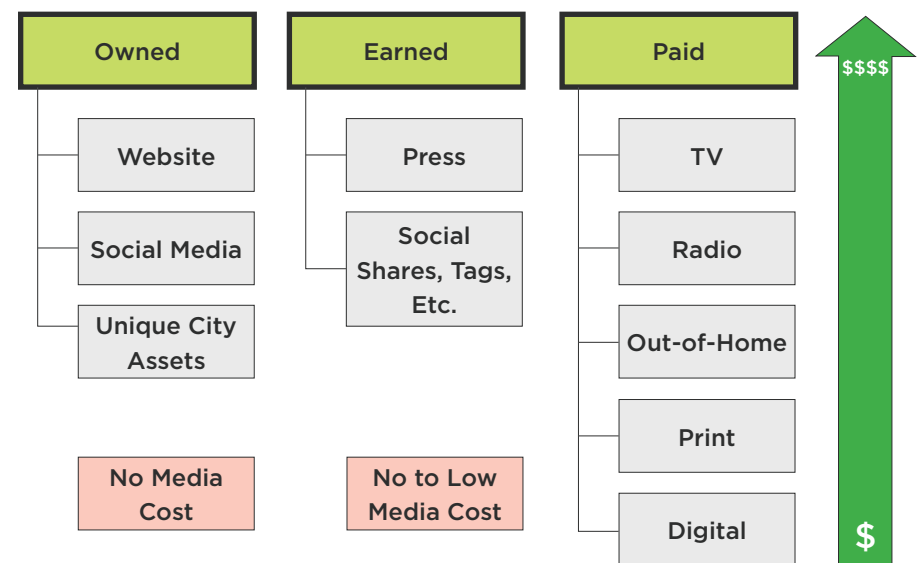 Owned
Website
Social Media
Unique City
Assets
No Media
Cost
Earned
Press
Social
Shares, Tags,
Etc.
No to Low
Media Cost
Paid
TV
Radio
Out-of-Home
Print
Digital
$$$$
$